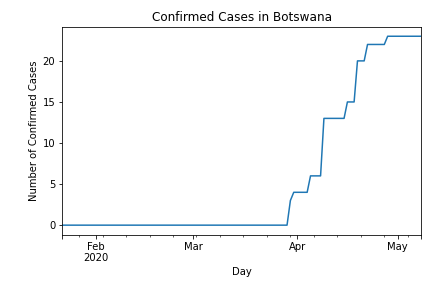 Confirmed Cases in Botswana
Number of Confirmed Cases
20
15
10
5
0
Feb
2020
Mar
Apr
May
Day